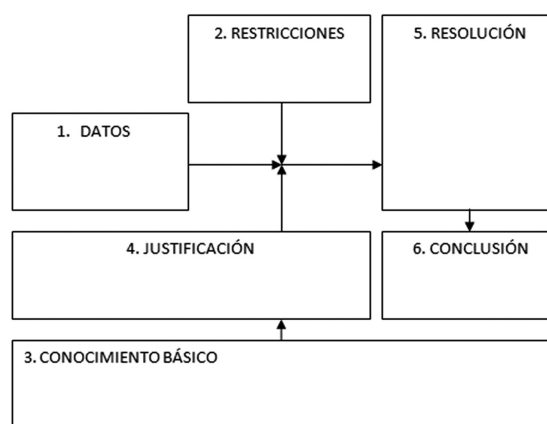 2. RESTRICCIONES
5. RESOLUCIÓN
1. DATOS
4. JUSTIFICACIÓN
6. CONCLUSIÓN
3. CONOCIMIENTO BÁSICO